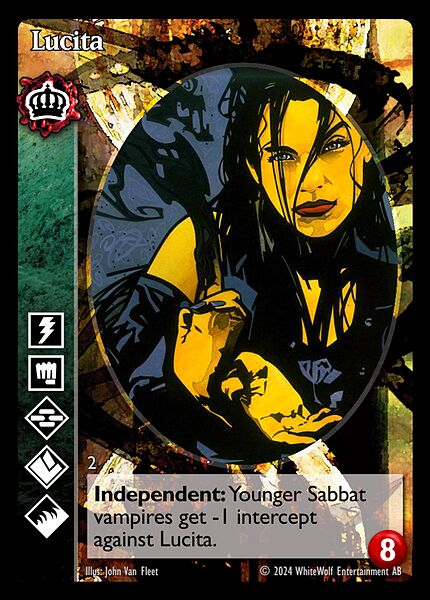 Lucita
2
Independent: Younger Sabbat
vampires get -1 intercept
against Lucita.
8
Illus: John Van Fleet
© 2024 WhiteWolf Entertainment AB